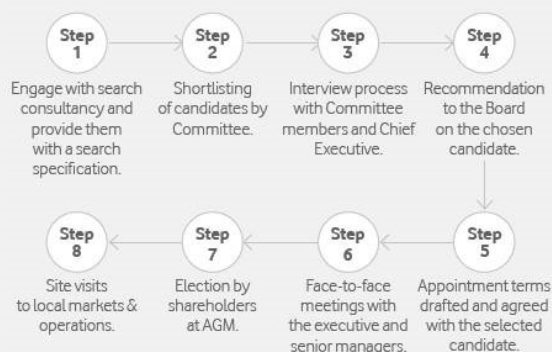 Step
1
Engage with search
consultancy and
provide them
with a search
specification.
Step
2
Shortlisting
of candidates by
Committee.
Step
3
Interview process
with Committee
members and Chief
Executive.
Step
4
Recommendation
to the Board
on the chosen
candidate.
Step
5
Appointment terms
drafted and agreed
with the selected
candidate.
Step
6
Face-to-face
meetings with
the executive and
senior managers.
Step
7
Election by
shareholders
at AGM.
Step
8
Site visits
to local markets &
operations.